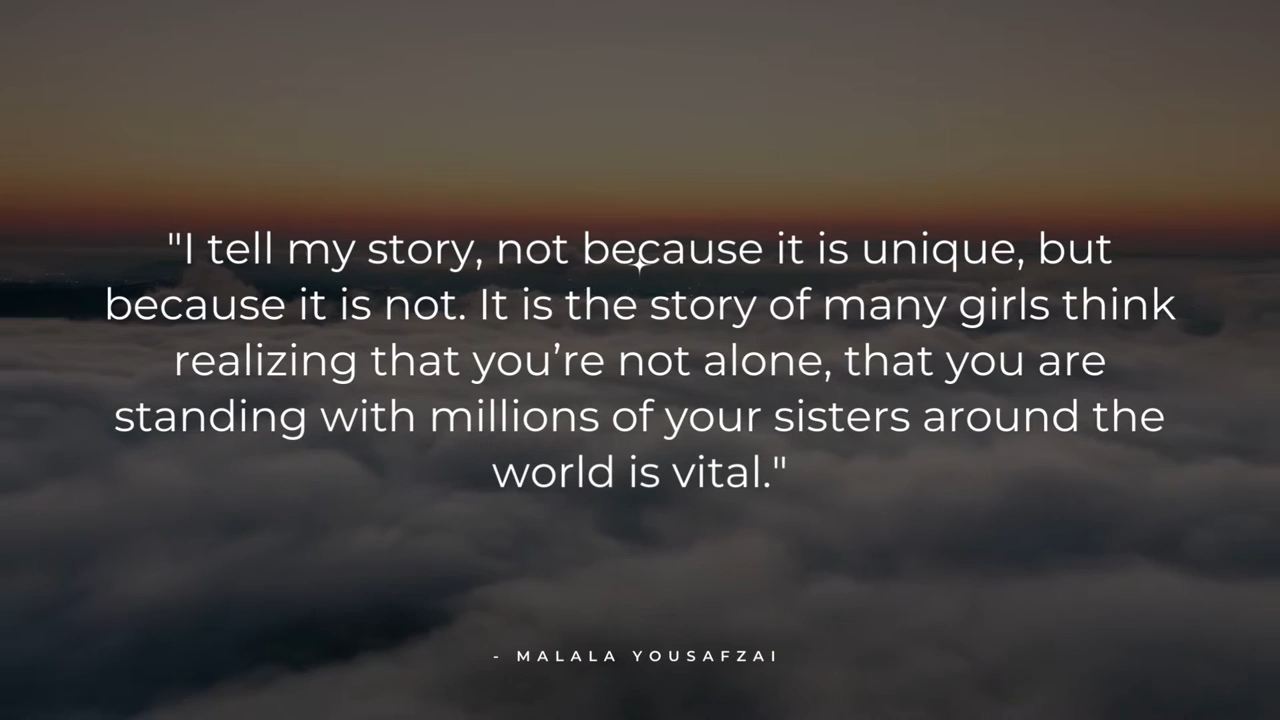 "I tell my story, not because it is unique, but
because it is not. It is the story of many girls think
realizing that you’re not alone, that you are
standing with millions of your sisters around the
world is vital."
- MALALA YOUSAFZAI